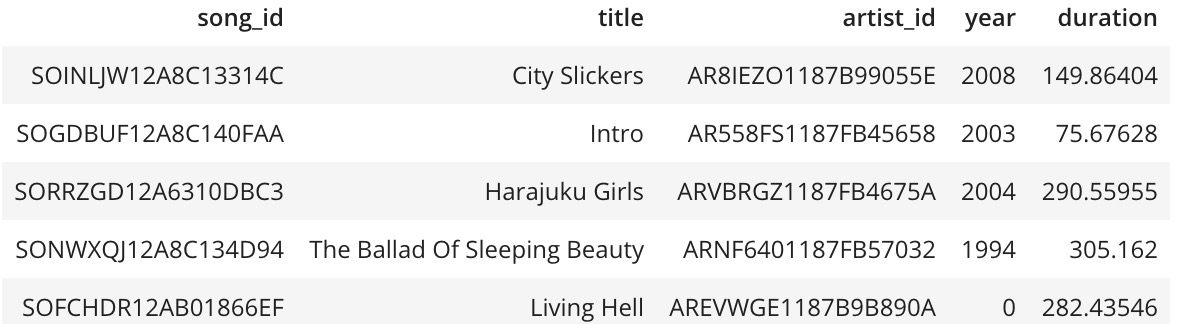 song_id title artist_id year duration
SOINLJW12A8C13314C City Slickers AR8IEZO1187B99055E 2008 149.86404
SOGDBUF12A8C140FAA Intro AR558FS1187FB45658 2003 75.67628
SORRZGD12A6310DBC3 Harajuku Girls ARVBRGZ1187FB4675A 2004 290.55955
SONWXQJ12A8C134D94 The Ballad Of Sleeping Beauty ARNF6401187FB57032 1994 305.162
SOFCHDR12AB01866EF Living Hell AREVWGE1187B9B890A 0 282.43546